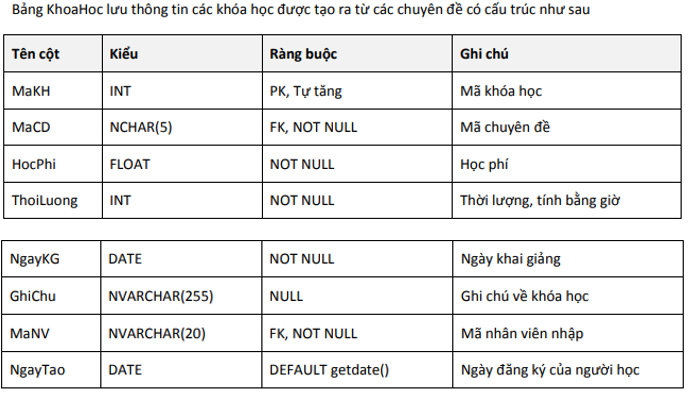 Bảng KhoaHoc lưu thông tin các khóa học được tạo ra từ các chuyên đề có cấu trúc như sau
Tên cột Kiểu Ràng buộc Ghi chú
MaKH INT PK, Tự tăng Mã khóa học
MaCD NCHAR(5) FK, NOT NULL Mã chuyên đề
HocPhi FLOAT NOT NULL Học phí
ThoiLuong INT NOT NULL Thời lượng, tính bằng giờ
NgayKG DATE NOT NULL Ngày khai giảng
GhiChu NVARCHAR(255) NULL Ghi chú về khóa học
MaNV NVARCHAR(20) FK, NOT NULL Mã nhân viên nhập
NgayTao DATE DEFAULT getdate() Ngày đăng ký của người học